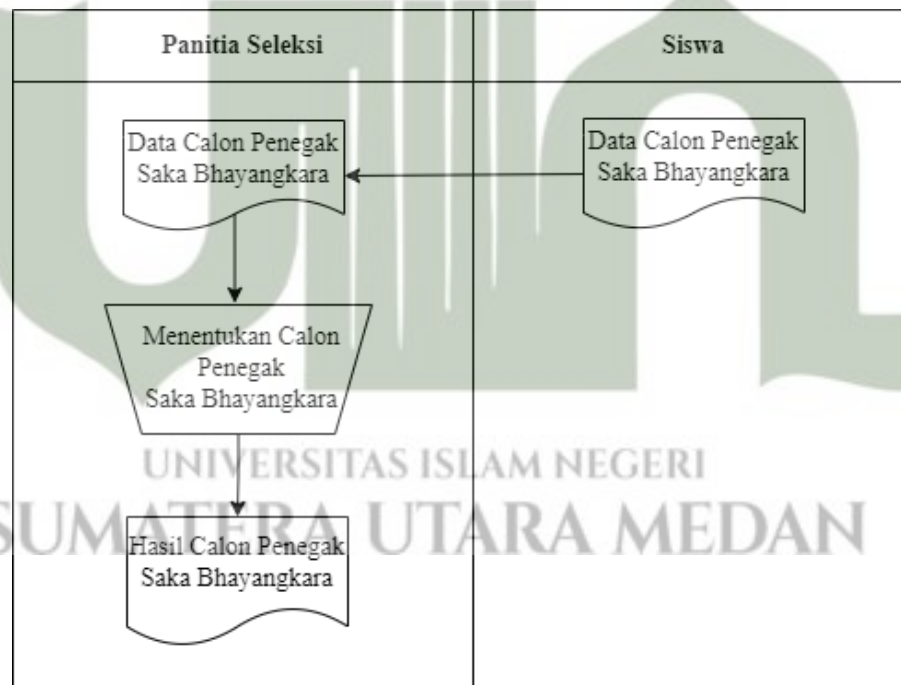 Panitia Seleksi
Siswa
Data Calon Penegak
Saka Bhayangkara
Data Calon Penegak
Saka Bhayangkara
Menentukan Calon
Penegak
Saka Bhayangkara
UNIVERSITAS ISLAM NEGERI
SUMATERA UTARA MEDAN
Hasil Calon Penegak
Saka Bhayangkara